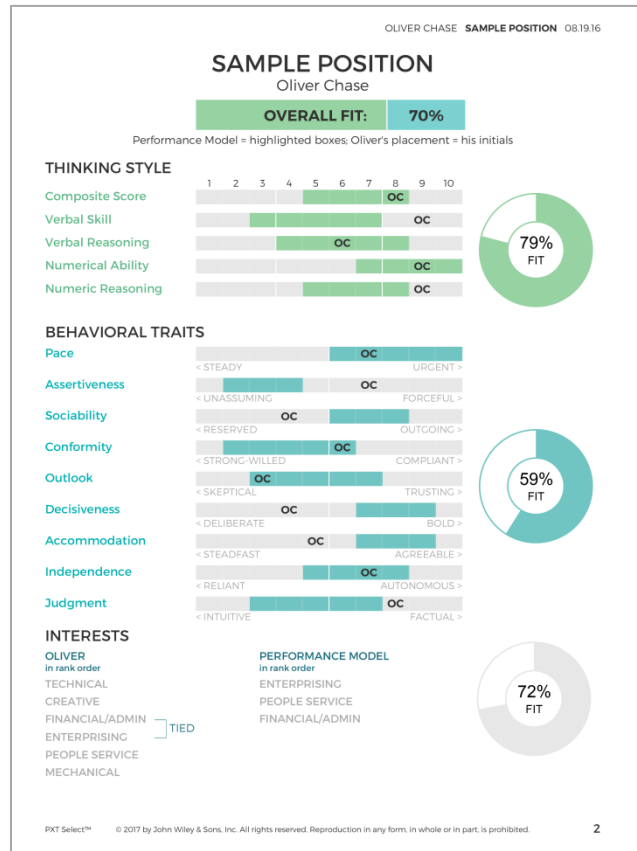 OLIVER CHASE SAMPLE POSITION 08.19.16
SAMPLE POSITION
Oliver Chase
OVERALL FIT: 70%
Performance Model = highlighted boxes; Oliver's placement = his initials
THINKING STYLE
1 2 3 4 5 6 7 8 9 10
Composite Score OC
Verbal Skill OC
Verbal Reasoning OC
Numerical Ability OC
Numeric Reasoning OC
79%
FIT
BEHAVIORAL TRAITS
Pace OC
< STEADY URGENT >
Assertiveness OC
< UNASSUMING FORCEFUL >
Sociability OC
< RESERVED OUTGOING >
Conformity OC
< STRONG-WILLED COMPLIANT >
Outlook OC
< SKEPTICAL TRUSTING >
Decisiveness OC
< DELIBERATE BOLD >
Accommodation OC
< STEADFAST AGREEABLE >
Independence OC
< RELIANT AUTONOMOUS >
Judgment OC
< INTUITIVE FACTUAL >
59%
FIT
INTERESTS
OLIVER
in rank order
TECHNICAL
CREATIVE
FINANCIAL/ADMIN
ENTERPRISING
TIED
PEOPLE SERVICE
MECHANICAL
PERFORMANCE MODEL
in rank order
ENTERPRISING
PEOPLE SERVICE
FINANCIAL/ADMIN
72%
FIT
PXT Select™ © 2017 by John Wiley & Sons, Inc. All rights reserved. Reproduction in any form, in whole or in part, is prohibited. 2